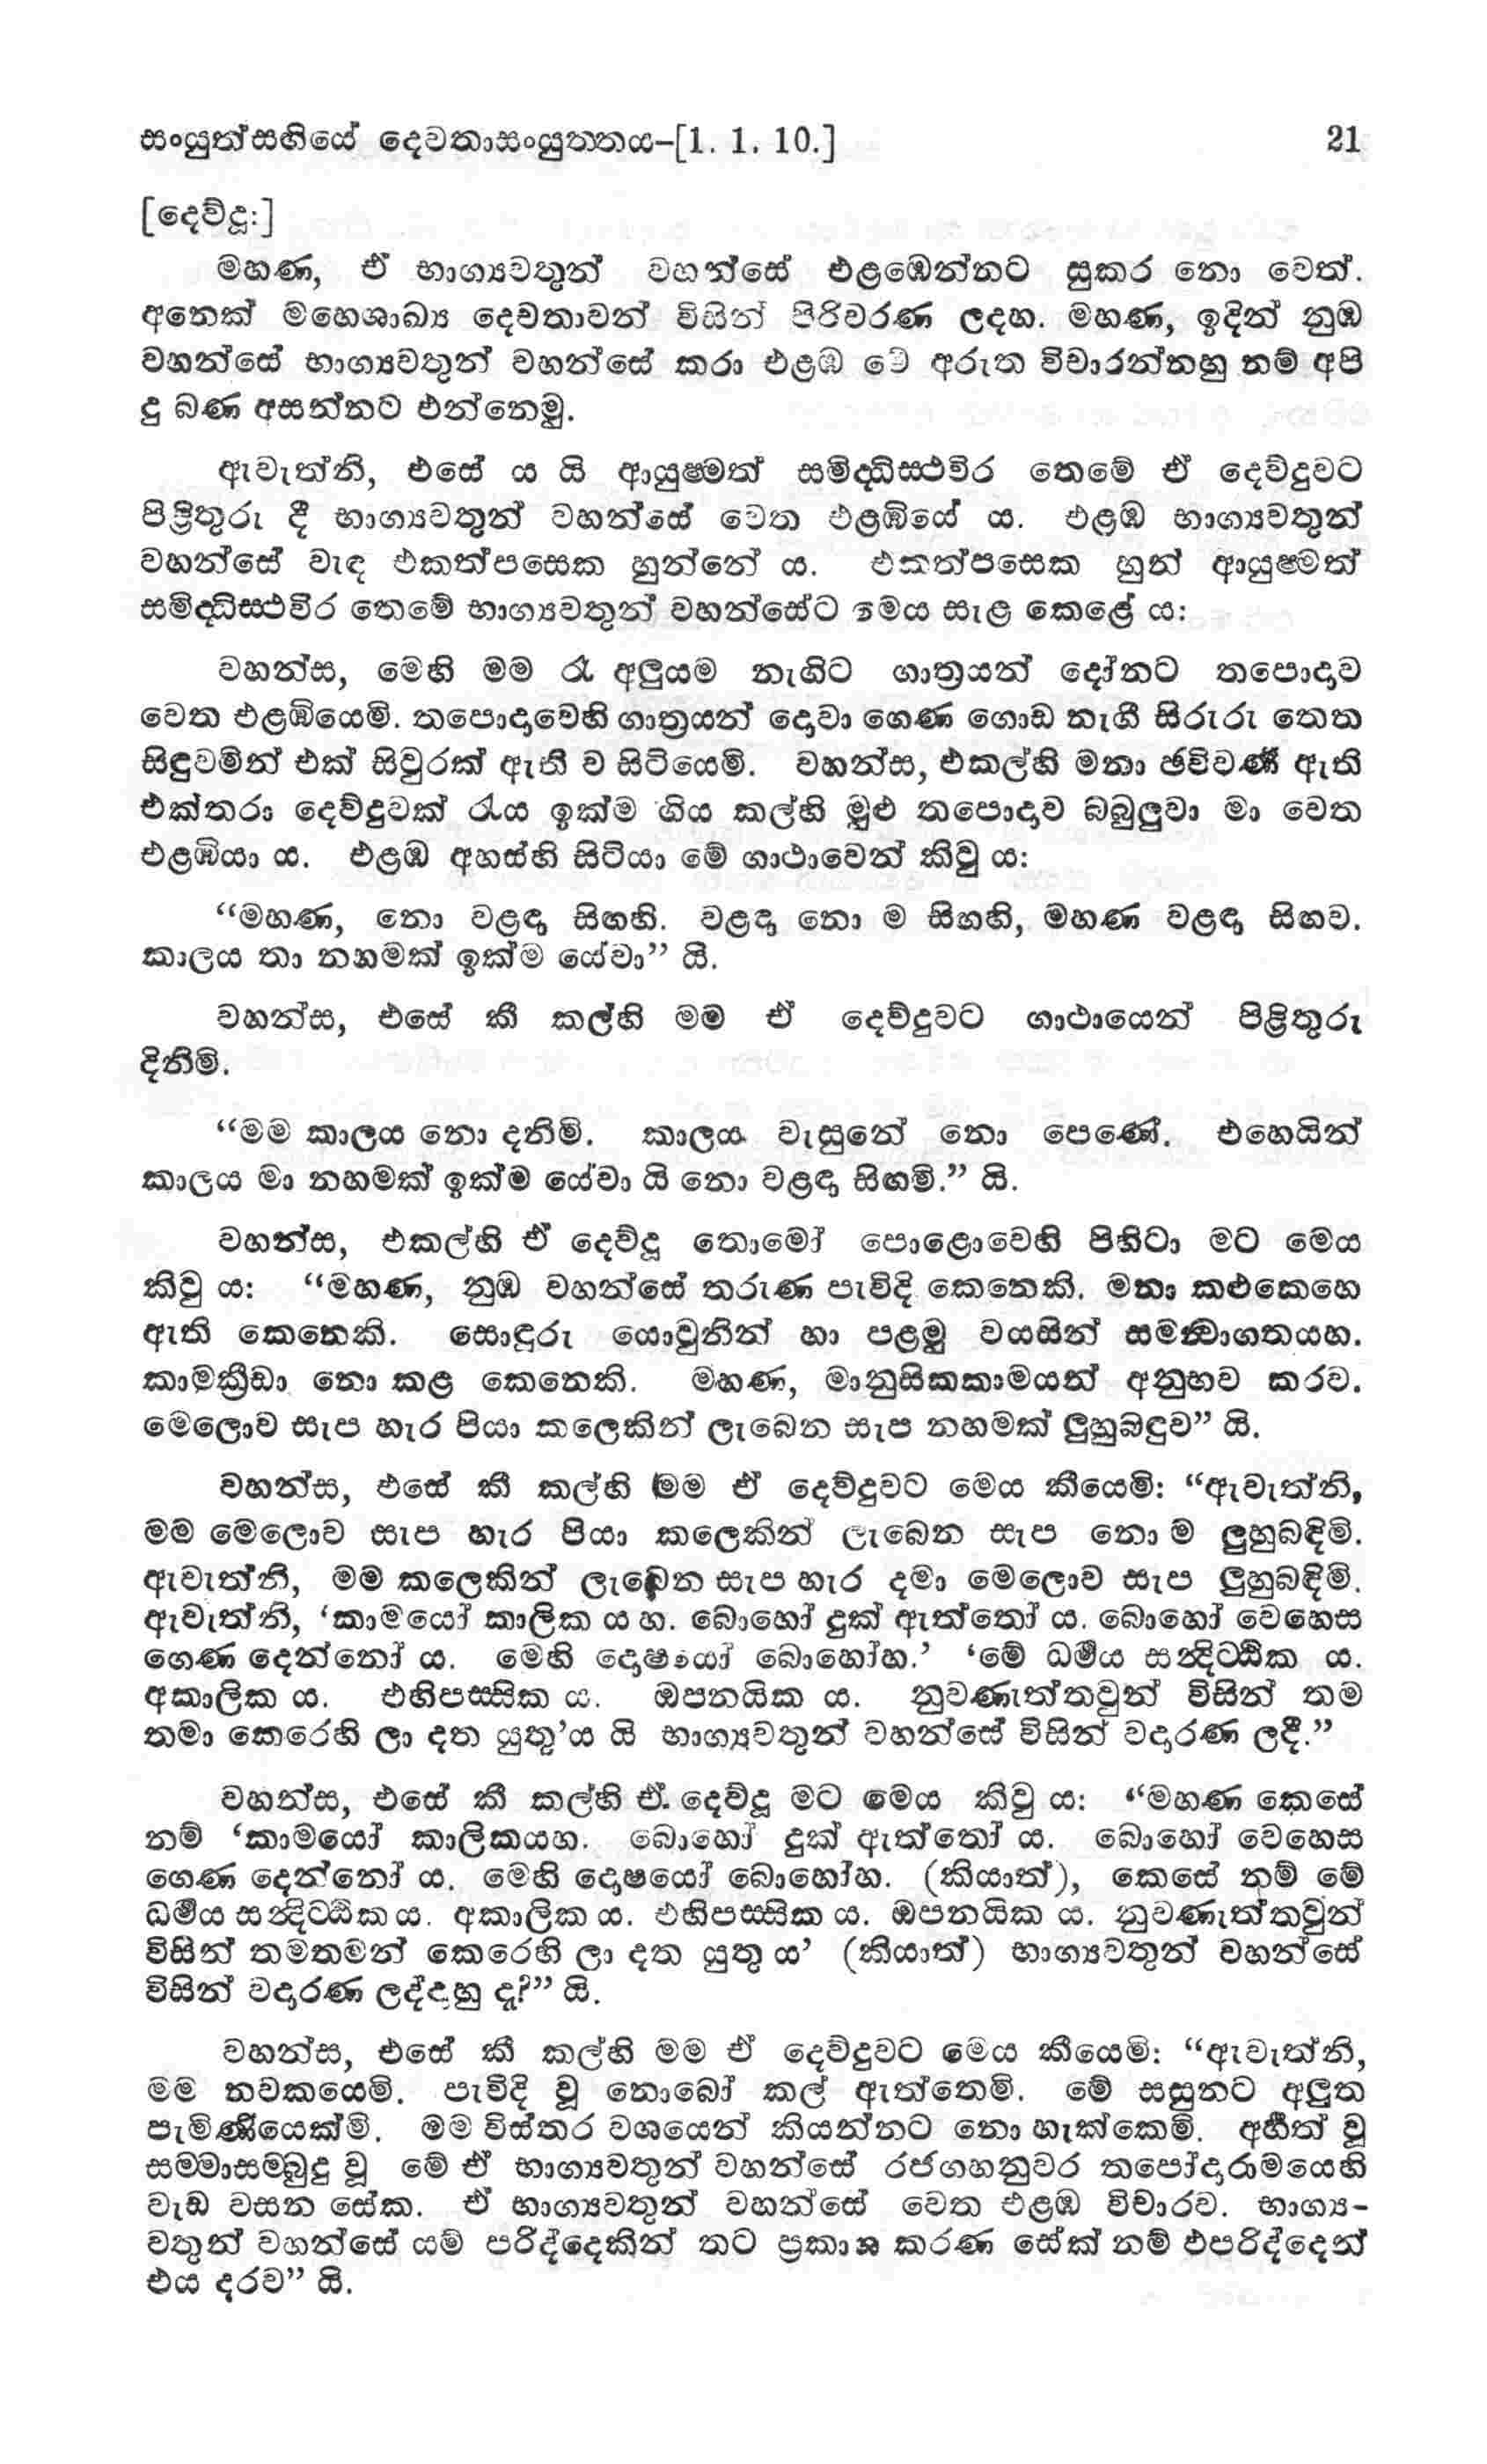 සංයුත්සඟියේ දෙවතාසංයුත්තය–[1. 1. 10.] 21
[දෙව්දූ:]
මහණ, ඒ භාග්‍යවතුන් වහන්සේ එළඹෙන්නට සුකර නො වෙත්.
අනෙක් මහෙශාඛ්‍ය දෙවතාවන් විසින් පිරිවරණ ලදහ. මහණ, ඉදින් නුඹ
වහන්සේ භාග්‍යවතුන් වහන්සේ කරා එළඹ මේ අරුත විචාරන්නහු නම් අපි
දු බණ අසන්නට එන්නෙමු.
ඇවැත්නි, එසේ ය යි ආයුෂ්මත් සමිද්ධිස්ථවිර තෙමේ ඒ දෙව්දුවට
පිළිතුරු දී භාග්‍යවතුන් වහන්සේ වෙත එළඹියේ ය. එළඹ භාග්‍යවතුන්
වහන්සේ වැඳ එකත්පසෙක හුන්නේ ය. එකත්පසෙක හුන් ආයුෂ්මත්
සමිද්ධිස්ථවිර තෙමේ භාග්‍යවතුන් වහන්සේට මෙය සැළ කෙළේ ය:
වහන්ස, මෙහි මම රෑ අලුයම නැගිට ගාත්‍රයන් දෝනට තපොදාව
වෙත එළඹියෙමි. තපොදාවෙහි ගාත්‍රයන් දොවා ගෙණ ගොඩ නැගී සිරුරු තෙත
සිඳුවමින් එක් සිවුරක් ඇතී ව සිටියෙමි. වහන්ස, එකල්හි මනා ඡවිවර්‍ණ ඇති
එක්තරා දෙව්දුවක් රැය ඉක්ම ගිය කල්හි මුළු තපොදාව බබුලුවා මා වෙත
එළඹියා ය. එළඹ අහස්හි සිටියා මේ ගාථාවෙන් කිවු ය:
“මහණ, නො වළඳා සිඟහි. වළඳා නො ම සිඟහි, මහණ වළඳා සිඟව.
කාලය තා නහමක් ඉක්ම යේවා” යි.
වහන්ස, එසේ කී කල්හි මම ඒ දෙව්දුවට ගාථායෙන් පිළිතුරු
දිනිමි.
“මම කාලය නො දනිමි. කාලය වැසුනේ නො පෙණේ. එහෙයින්
කාලය මා නහමක් ඉක්ම යේවා යි නො වළඳා සිඟමි.” යි.
වහන්ස, එකල්හි ඒ දෙව්දූ තොමෝ පොළොවෙහි පිහිටා මට මෙය
කිවු ය: “මහණ, නුඹ වහන්සේ තරුණ පැවිදි කෙනෙකි. මනා කළුකෙහෙ
ඇති කෙනෙකි. සොඳුරු යොවුනින් හා පළමු වයසින් සමන්වාගතයහ.
කාමක්‍රීඩා නො කළ කෙනෙකි. මහණ, මානුසිකකාමයන් අනුභව කරව.
මෙලොව සැප හැර පියා කලෙකින් ලැබෙන සැප නහමක් ලුහුබඳුව” යි.
වහන්ස, එසේ කී කල්හි මම ඒ දෙව්දුවට මෙය කීයෙමි: “ඇවැත්නි,
මම මෙලොව සැප හැර පියා කලෙකින් ලැබෙන සැප නො ම ලුහුබඳිමි.
ඇවැත්නි, මම කලෙකින් ලැබෙන සැප හැර දමා මෙලොව සැප ලුහුබඳිමි.
ඇවැත්නි, ‘කාමයෝ කාලික ය හ. බොහෝ දුක් ඇත්තෝ ය. බොහෝ වෙහෙස
ගෙණ දෙන්නෝ ය. මෙහි දොෂයෝ බොහෝහ.’ ‘මේ ධර්‍මය සන්දිට්ඨික ය.
අකාලික ය. එහිපස්සික ය. ඔපනයික ය. නුවණැත්තවුන් විසින් තම
තමා කෙරෙහි ලා දත යුතු’ය යි භාග්‍යවතුන් වහන්සේ විසින් වදාරණ ලදී.”
වහන්ස, එසේ කී කල්හි ඒ දෙව්දූ මට මෙය කිවු ය: “මහණ කෙසේ
නම් ‘කාමයෝ කාලිකයහ. බොහෝ දුක් ඇත්තෝ ය. බොහෝ වෙහෙස
ගෙණ දෙන්නෝ ය. මෙහි දොෂයෝ බොහෝහ. (කියාත්), කෙසේ නම් මේ
ධර්‍මය සන්දිට්ඨික ය. අකාලික ය. එහිපස්සික ය. ඔපනයික ය. නුවණැත්තවුන්
විසින් තමතමන් කෙරෙහි ලා දත යුතු ය’ (කියාත්) භාග්‍යවතුන් වහන්සේ
විසින් වදාරණ ලද්දාහු ද?” යි.
වහන්ස, එසේ කී කල්හි මම ඒ දෙව්දුවට මෙය කීයෙමි: “ඇවැත්නි,
මම නවකයෙමි. පැවිදි වූ නොබෝ කල් ඇත්තෙමි. මේ සසුනට අලුත
පැමිණියෙක්මි. මම විස්තර වශයෙන් කියන්නට නො හැක්කෙමි. අර්‍හත් වූ
සම්මාසම්බුදු වූ මේ ඒ භාග්‍යවතුන් වහන්සේ රජගහනුවර තපෝදාරාමයෙහි
වැඩ වසන සේක. ඒ භාග්‍යවතුන් වහන්සේ වෙත එළඹ විචාරව. භාග්‍ය-
වතුන් වහන්සේ යම් පරිද්දෙකින් තට ප්‍රකාශ කරණ සේක් නම් එපරිද්දෙන්
එය දරව” යි.